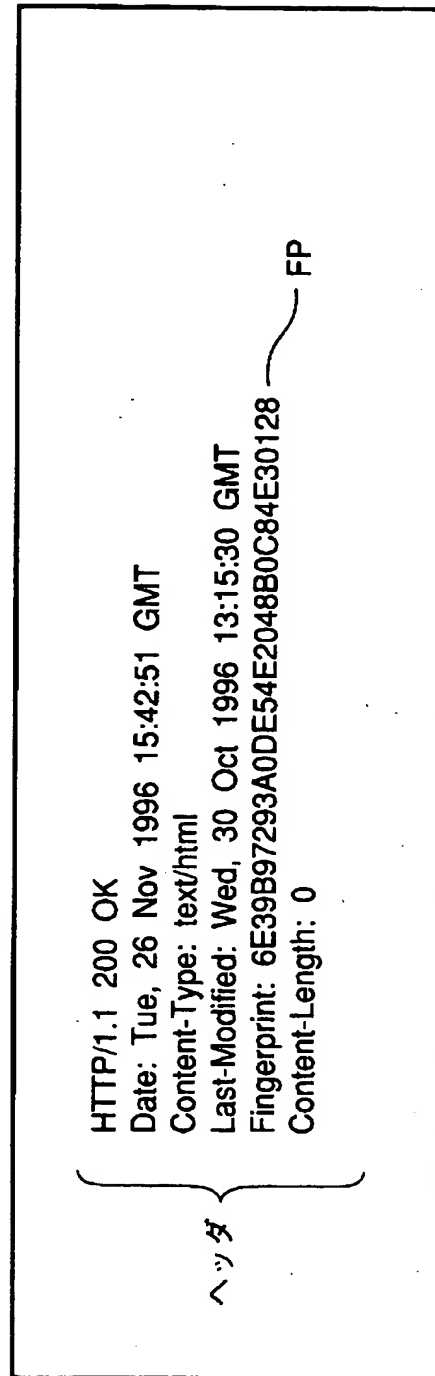 ヘッダ
HTTP/1.1 200 OK
Date: Tue, 26 Nov 1996 15:42:51 GMT
Content-Type: text/html
Last-Modified: Wed, 30 Oct 1996 13:15:30 GMT
Fingerprint: 6E39B97293A0DE54E2048B0C84E30128
FP
Content-Length: 0